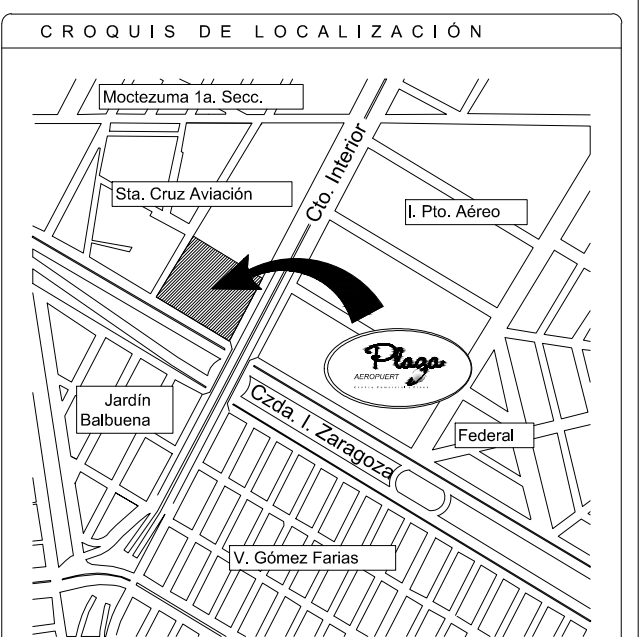 CROQUIS DE LOCALIZACIÓN
Moctezuma 1a. Secc.
Cto. Interior
Sta. Cruz Aviación
I. Pto. Aéreo
Plaza
AEROPUERT
Jardín
Balbuena
Czda. I. Zaragoza
Federal
V. Gómez Farias